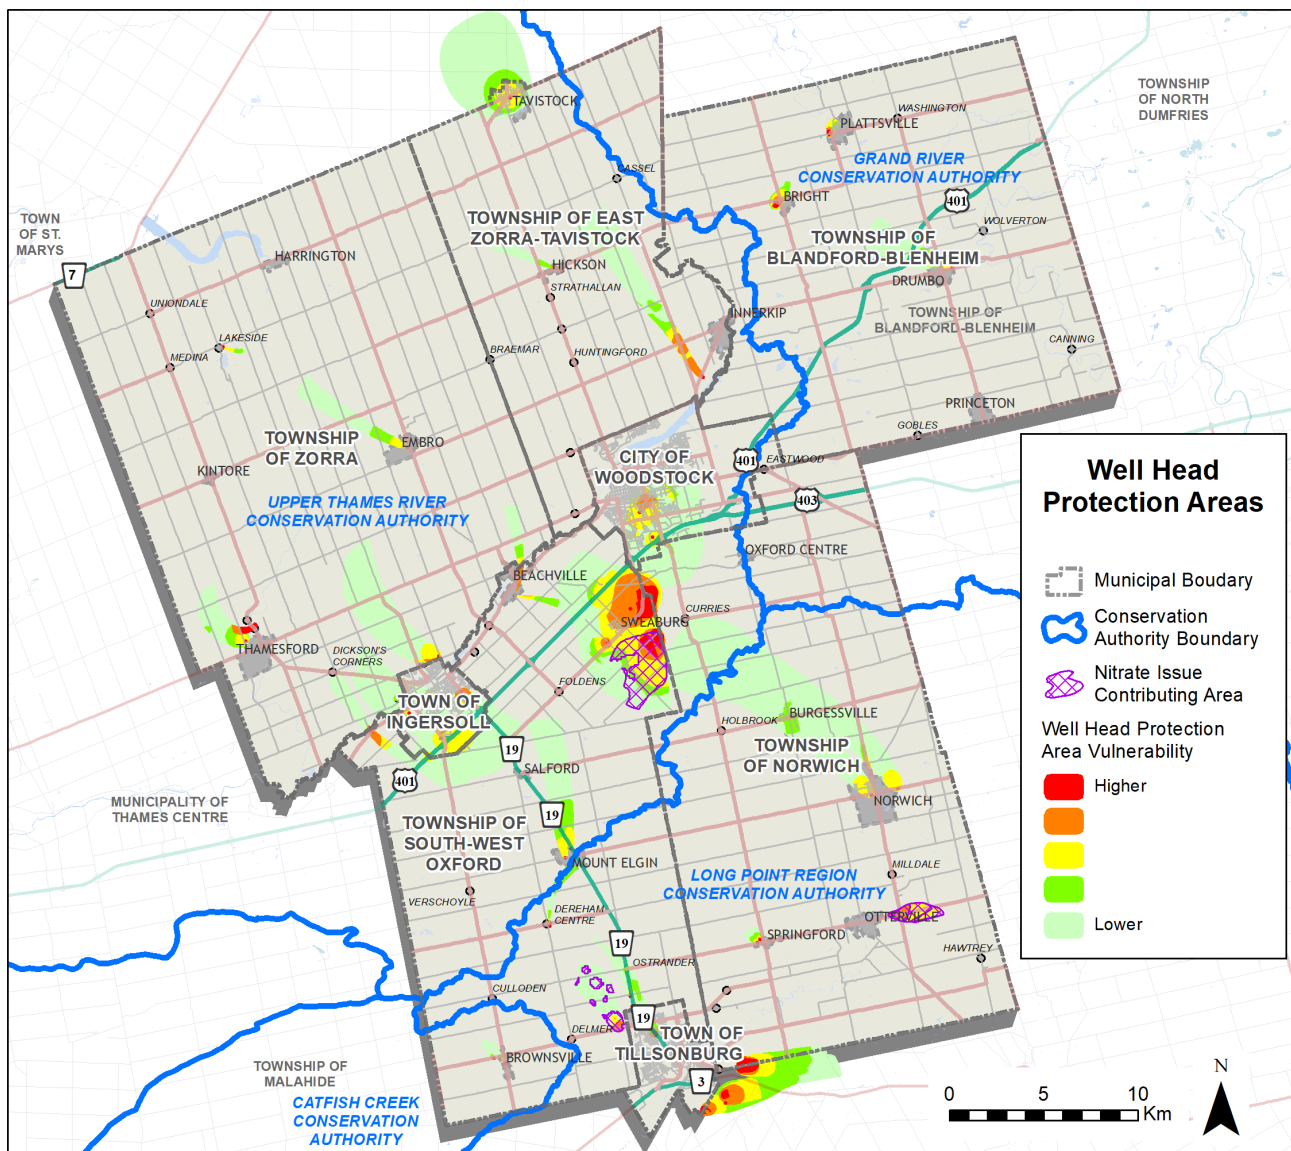 TOWNSHIP
OF NORTH
DUMFRIES
TAVISTOCK
WASHINGTON
PLATTSVILLE
GRAND RIVER
CONSERVATION AUTHORITY
CASSEL
BRIGHT
401
WOLVERTON
TOWN
OF ST.
MARYS
TOWNSHIP OF EAST
ZORRA-TAVISTOCK
TOWNSHIP OF
BLANDFORD-BLENHEIM
HARRINGTON
7
HICKSON
STRATHALLAN
DRUMBO
UNIONDALE
INNERKIP
TOWNSHIP OF
BLANDFORD-BLENHEIM
LAKESIDE
MEDINA
BRAEMAR
HUNTINGFORD
CANNING
PRINCETON
GOBLES
TOWNSHIP
OF ZORRA
EMBRO
CITY OF
WOODSTOCK
401
EASTWOOD
KINTORE
403
UPPER THAMES RIVER
CONSERVATION AUTHORITY
OXFORD CENTRE
BEACHVILLE
CURRIES
SWEABURG
THAMESFORD
DICKSON'S
CORNERS
FOLDENS
TOWN OF
INGERSOLL
BURGESSVILLE
HOLBROOK
19
TOWNSHIP
OF NORWICH
SALFORD
401
NORWICH
MUNICIPALITY OF
THAMES CENTRE
19
TOWNSHIP OF
SOUTH-WEST
OXFORD
MOUNT ELGIN
MILLDALE
LONG POINT REGION
CONSERVATION AUTHORITY
VERSCHOYLE
DEREHAM
CENTRE
OTTERVILLE
SPRINGFORD
19
HAWTREY
OSTRANDER
CULLODEN
19
DELMER
TOWN OF
TILLSONBURG
BROWNSVILLE
3
TOWNSHIP OF
MALAHIDE
CATFISH CREEK
CONSERVATION
AUTHORITY
Well Head
Protection Areas
Municipal Boudary
Conservation
Authority Boundary
Nitrate Issue
Contributing Area
Well Head Protection
Area Vulnerability
Higher
Lower
N
0 5 10
Km